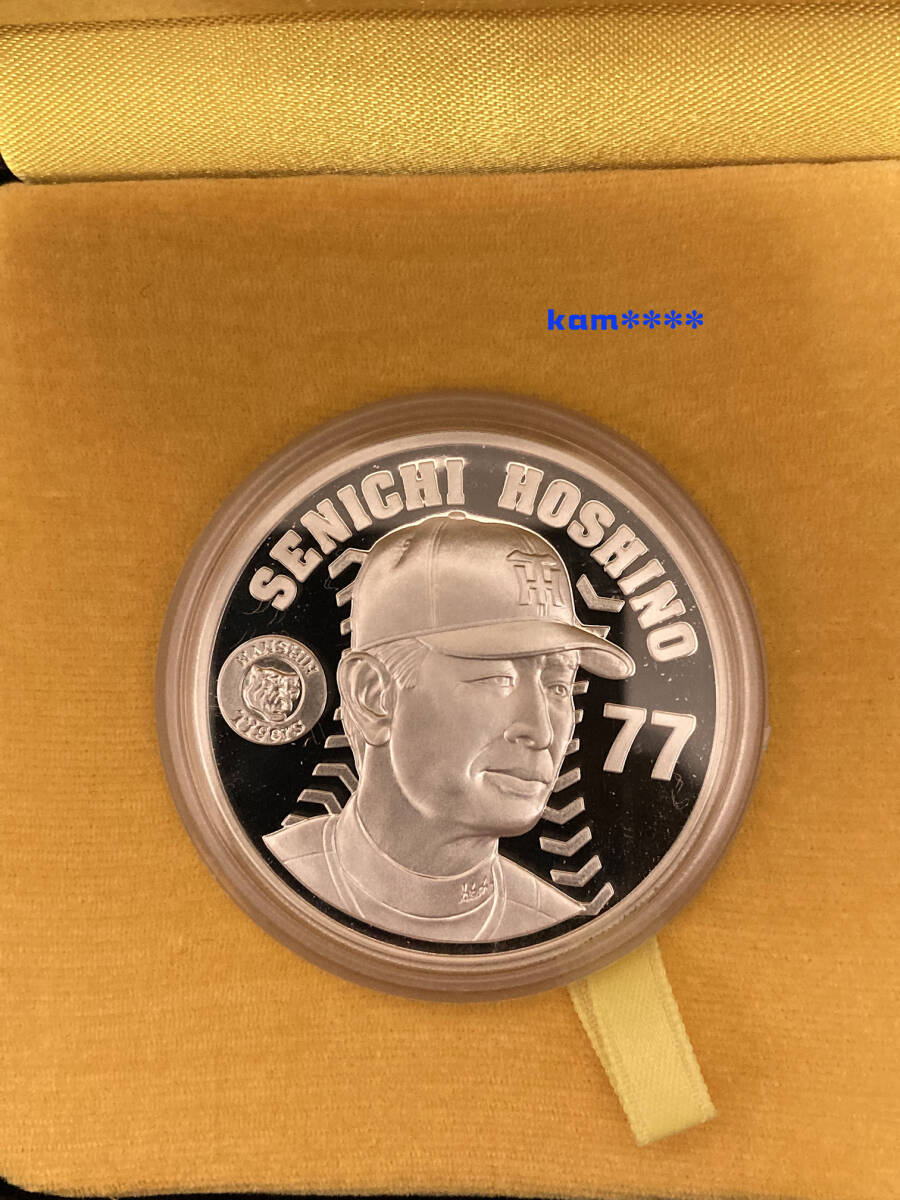 kam****
SENICHI HOSHINO
HANSHIN
Tigers
77